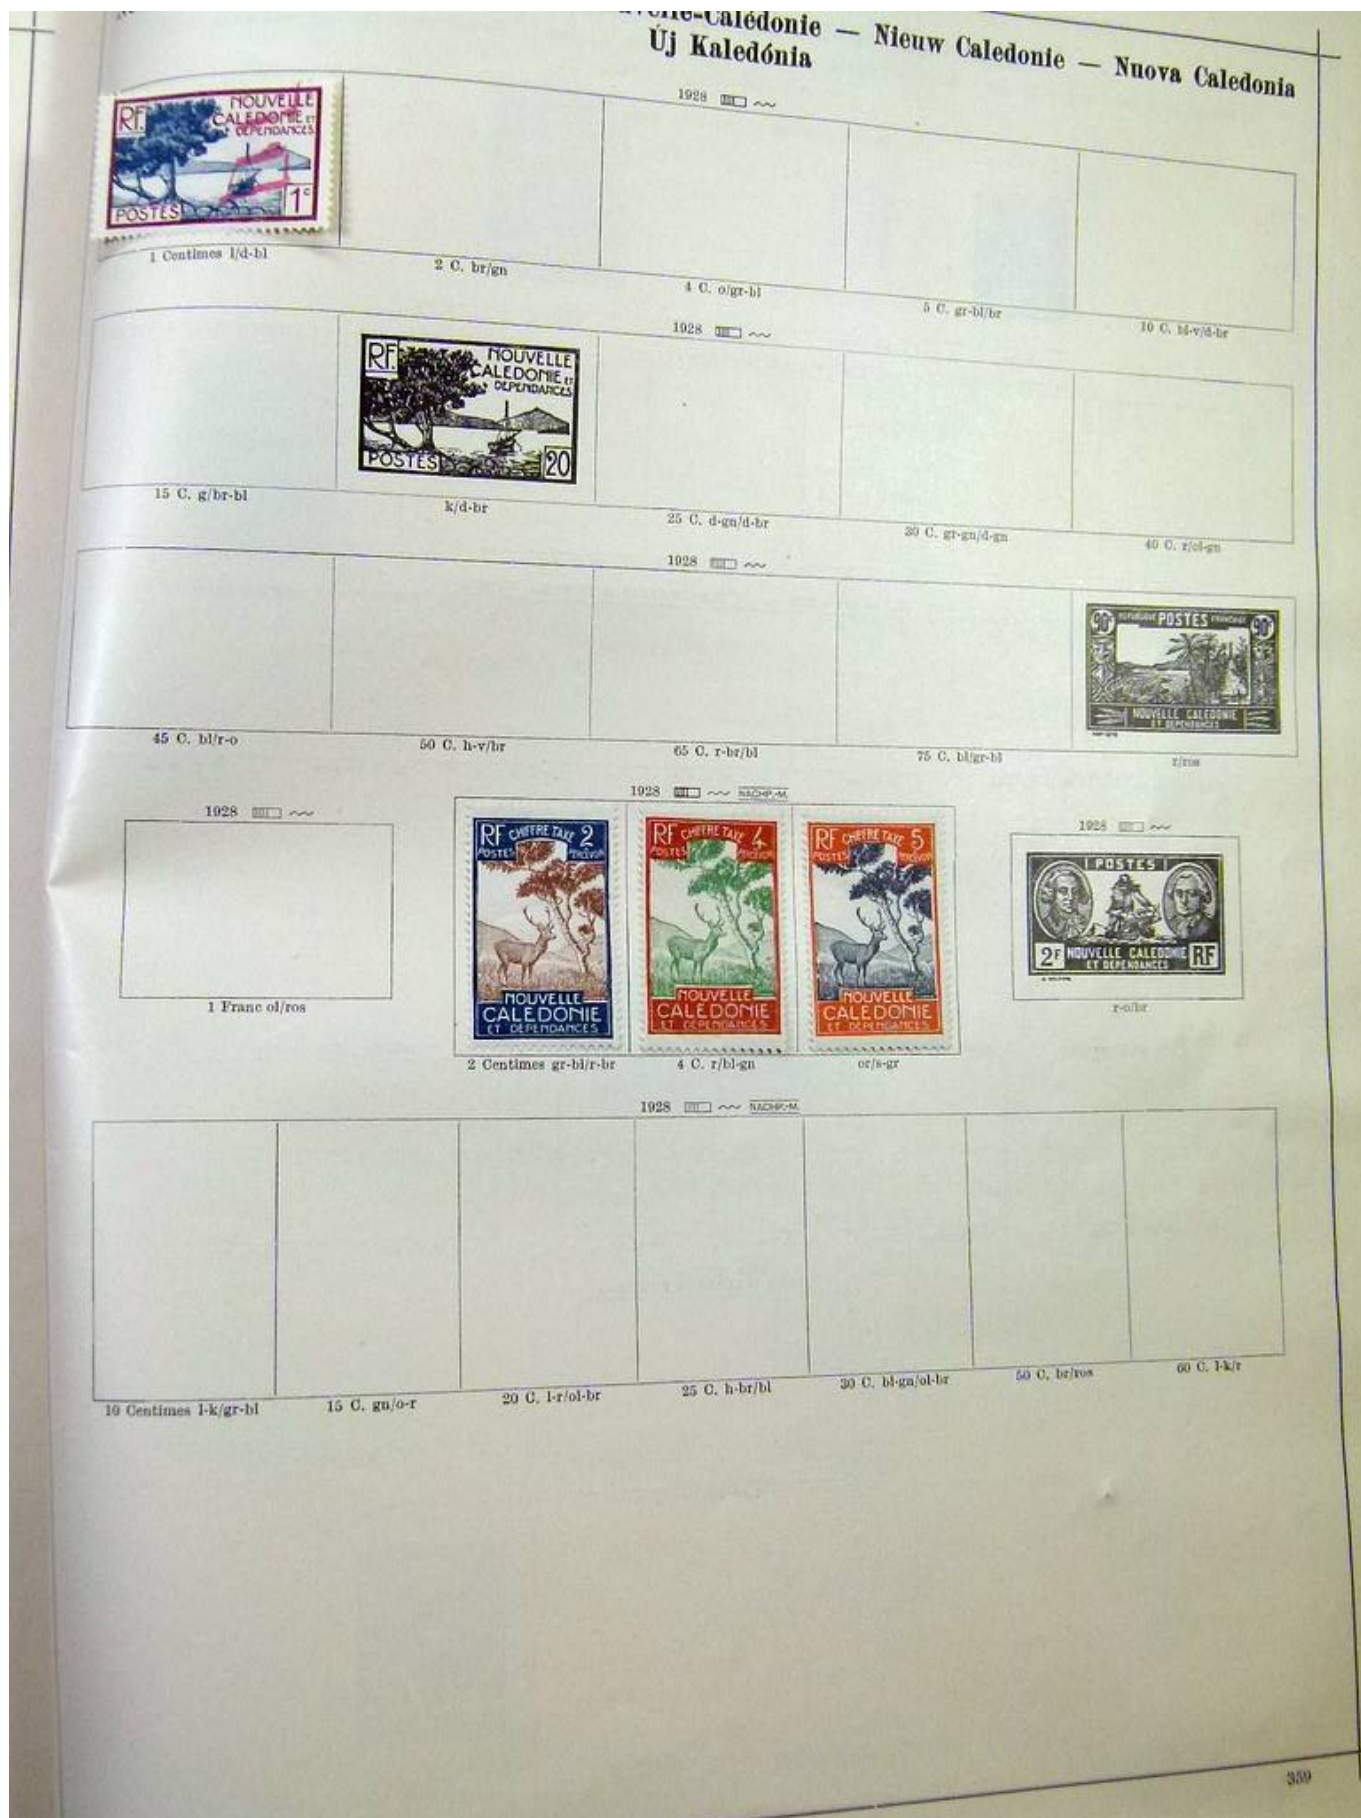 Calédonie — Nieuw Caledonie — Nuova Caledonia
Új Kaledónia
1928
RF. NOUVELLE
CALEDONIE ET
DEPENDANCES
POSTES 1c
1 Centimes l/d-bl
2 C. br/gn
4 C. o/gr-bl
5 C. gr-bl/br
10 C. bl-v/d-br
1928
RF. NOUVELLE
CALEDONIE ET
DEPENDANCES
POSTES 20
15 C. g/br-bl
k/d-br
25 C. d-gn/d-br
30 C. gr-gn/d-gn
40 C. r/ol-gn
1928
90c REPUBLIQUE POSTES FRANCAISE 90c
NOUVELLE CALEDONIE
ET DEPENDANCES
45 C. bl/r-o
50 C. h-v/br
65 C. r-br/bl
75 C. bl/gr-bl
r/ros
1928
1 Franc ol/ros
1928 NACHP.-M.
RF CHIFFRE TAXE 2
POSTES PERCEVOIR
NOUVELLE
CALEDONIE
ET DEPENDANCES
RF CHIFFRE TAXE 4
POSTES PERCEVOIR
NOUVELLE
CALEDONIE
ET DEPENDANCES
RF CHIFFRE TAXE 5
POSTES PERCEVOIR
NOUVELLE
CALEDONIE
ET DEPENDANCES
2 Centimes gr-bl/r-br
4 C. r/bl-gn
or/s-gr
1928
POSTES
2F NOUVELLE CALEDONIE RF
ET DEPENDANCES
r-o/br
1928 NACHP.-M.
10 Centimes l-k/gr-bl
15 C. gn/o-r
20 C. l-r/ol-br
25 C. h-br/bl
30 C. bl-gn/ol-br
50 C. br/ros
60 C. l-k/r
359